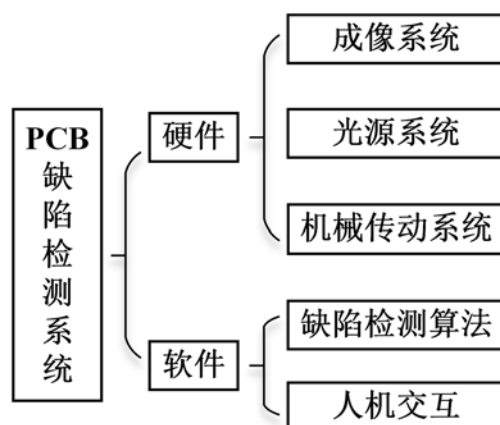 PCB
缺陷检测系统
硬件
成像系统
光源系统
机械传动系统
软件
缺陷检测算法
人机交互